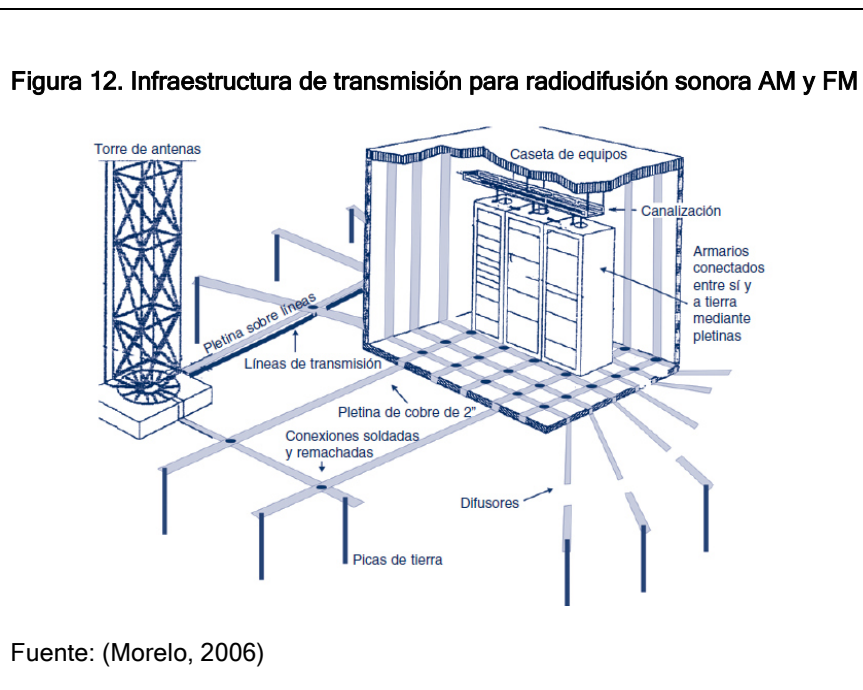 Figura 12. Infraestructura de transmisión para radiodifusión sonora AM y FM
Torre de antenas
Caseta de equipos
Canalización
Armarios
conectados
entre sí y
a tierra
mediante
pletinas
Pletina sobre líneas
Líneas de transmisión
Pletina de cobre de 2"
Conexiones soldadas
y remachadas
Difusores
Picas de tierra
Fuente: (Morelo, 2006)